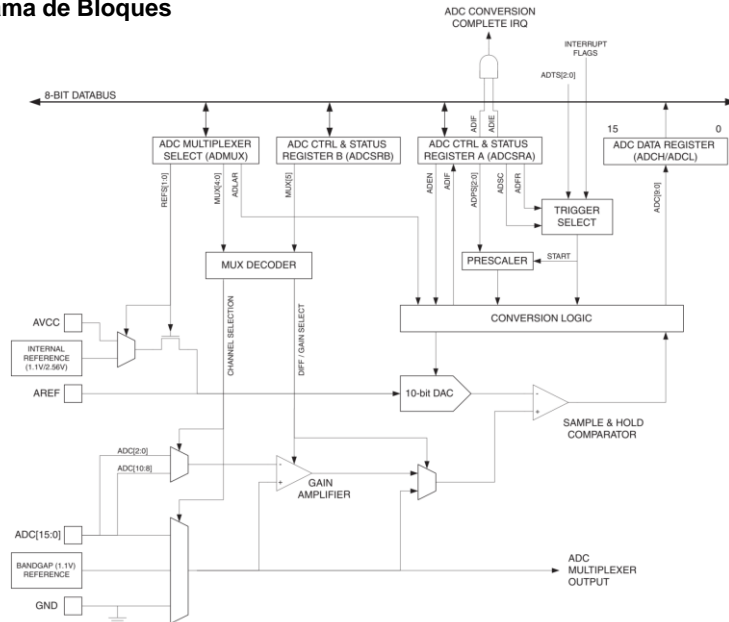 ama de Bloques
ADC CONVERSION
COMPLETE IRQ
INTERRUPT
FLAGS
ADTS[2:0]
8-BIT DATABUS
ADIF
ADIE
15
0
ADC MULTIPLEXER
SELECT (ADMUX)
ADC CTRL & STATUS
REGISTER B (ADCSRB)
ADC CTRL & STATUS
REGISTER A (ADCSRA)
ADC DATA REGISTER
(ADCH/ADCL)
REFS[1:0]
MUX[4:0]
ADLAR
MUX[5]
ADEN
ADIF
ADPS[2:0]
ADSC
ADFR
ADC[9:0]
TRIGGER
SELECT
MUX DECODER
PRESCALER
START
CONVERSION LOGIC
AVCC
INTERNAL
REFERENCE
(1.1V/2.56V)
AREF
CHANNEL SELECTION
DIFF / GAIN SELECT
10-bit DAC
-
+
SAMPLE & HOLD
COMPARATOR
ADC[2:0]
ADC[10:8]
-
+
GAIN
AMPLIFIER
ADC[15:0]
BANDGAP (1.1V)
REFERENCE
GND
ADC
MULTIPLEXER
OUTPUT